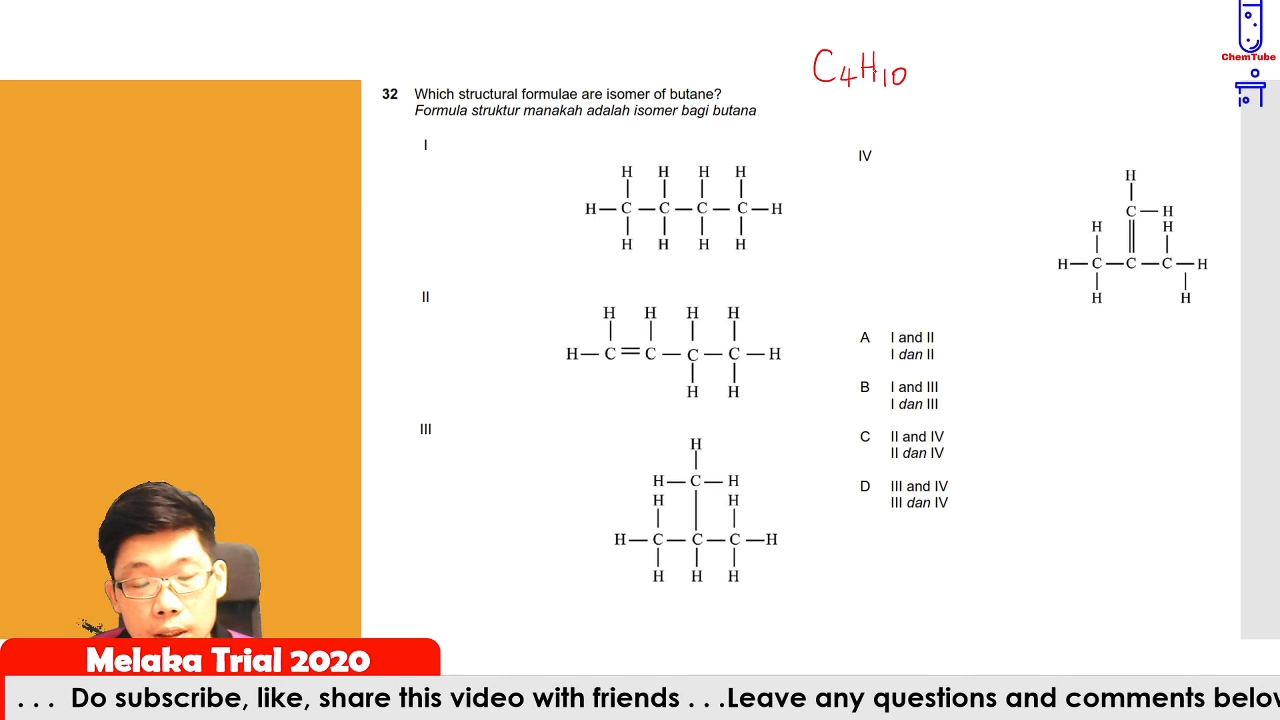 C4H10
ChemTube
32 Which structural formulae are isomer of butane?
Formula struktur manakah adalah isomer bagi butana
I
H H H H
H—C—C—C—C—H
H H H H
II
H H H H
H—C=C—C—C—H
H H
III
H
H—C—H
H H
H—C—C—C—H
H H H
IV
H
C—H
H H
H—C—C—C—H
H H
A I and II
I dan II
B I and III
I dan III
C II and IV
II dan IV
D III and IV
III dan IV
Melaka Trial 2020
. . . Do subscribe, like, share this video with friends . . .Leave any questions and comments belov